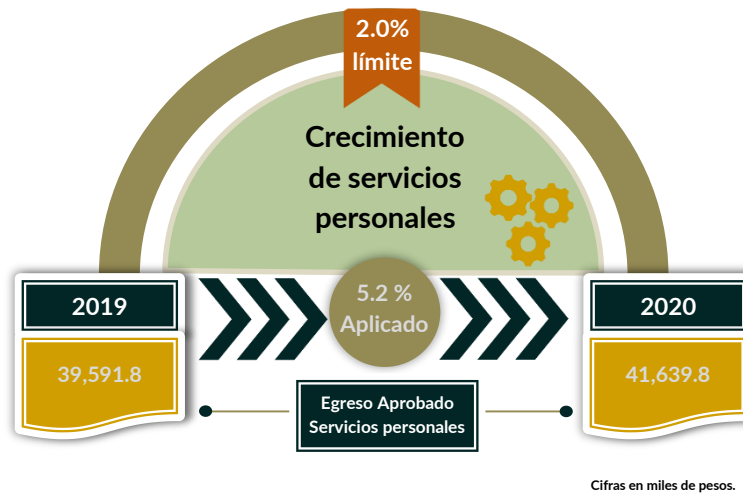 2.0%
límite
Crecimiento
de servicios
personales
2019
5.2 %
Aplicado
2020
39,591.8
41,639.8
Egreso Aprobado
Servicios personales
Cifras en miles de pesos.